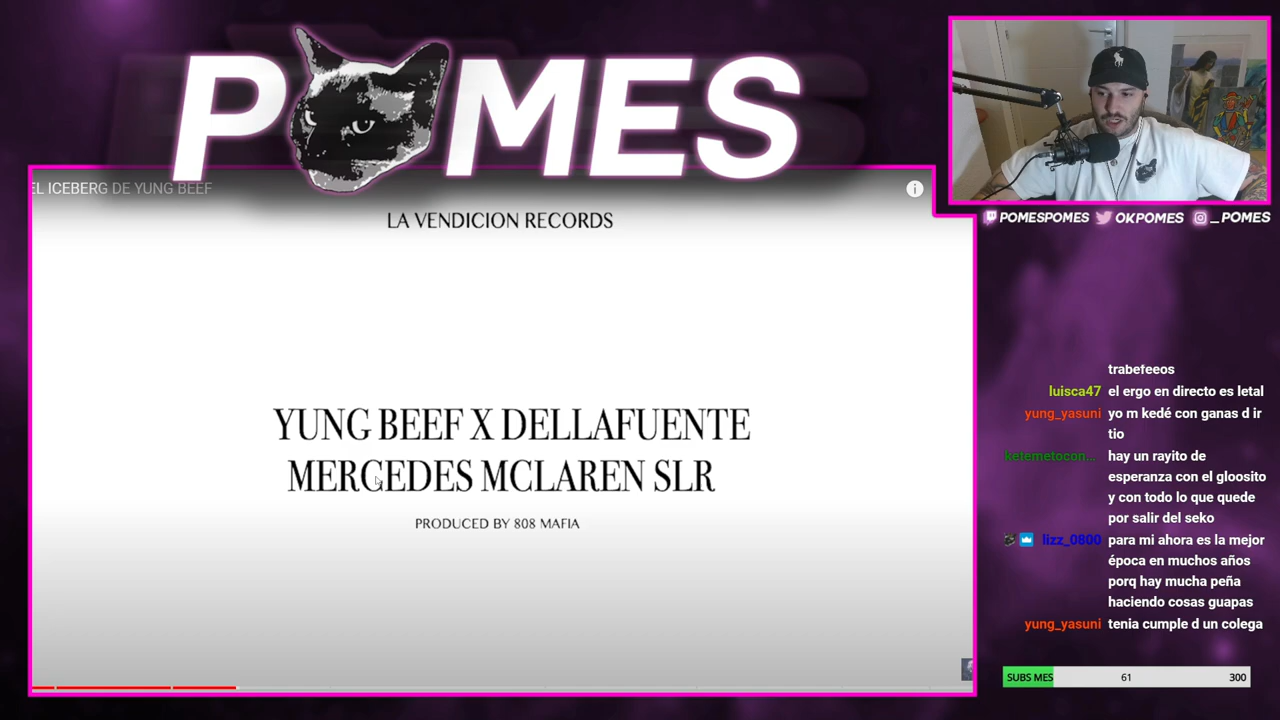 POMES
EL ICEBERG DE YUNG BEEF
LA VENDICION RECORDS
YUNG BEEF X DELLAFUENTE
MERCEDES MCLAREN SLR
PRODUCED BY 808 MAFIA
POMESPOMES OKPOMES _POMES
trabefeeos
luisca47 el ergo en directo es letal
yung_yasuni yo m kedé con ganas d ir
tio
ketemetocon... hay un rayito de
esperanza con el gloosito
y con todo lo que quede
por salir del seko
lizz_0800 para mi ahora es la mejor
época en muchos años
porq hay mucha peña
haciendo cosas guapas
yung_yasuni tenia cumple d un colega
SUBS MES 61 300